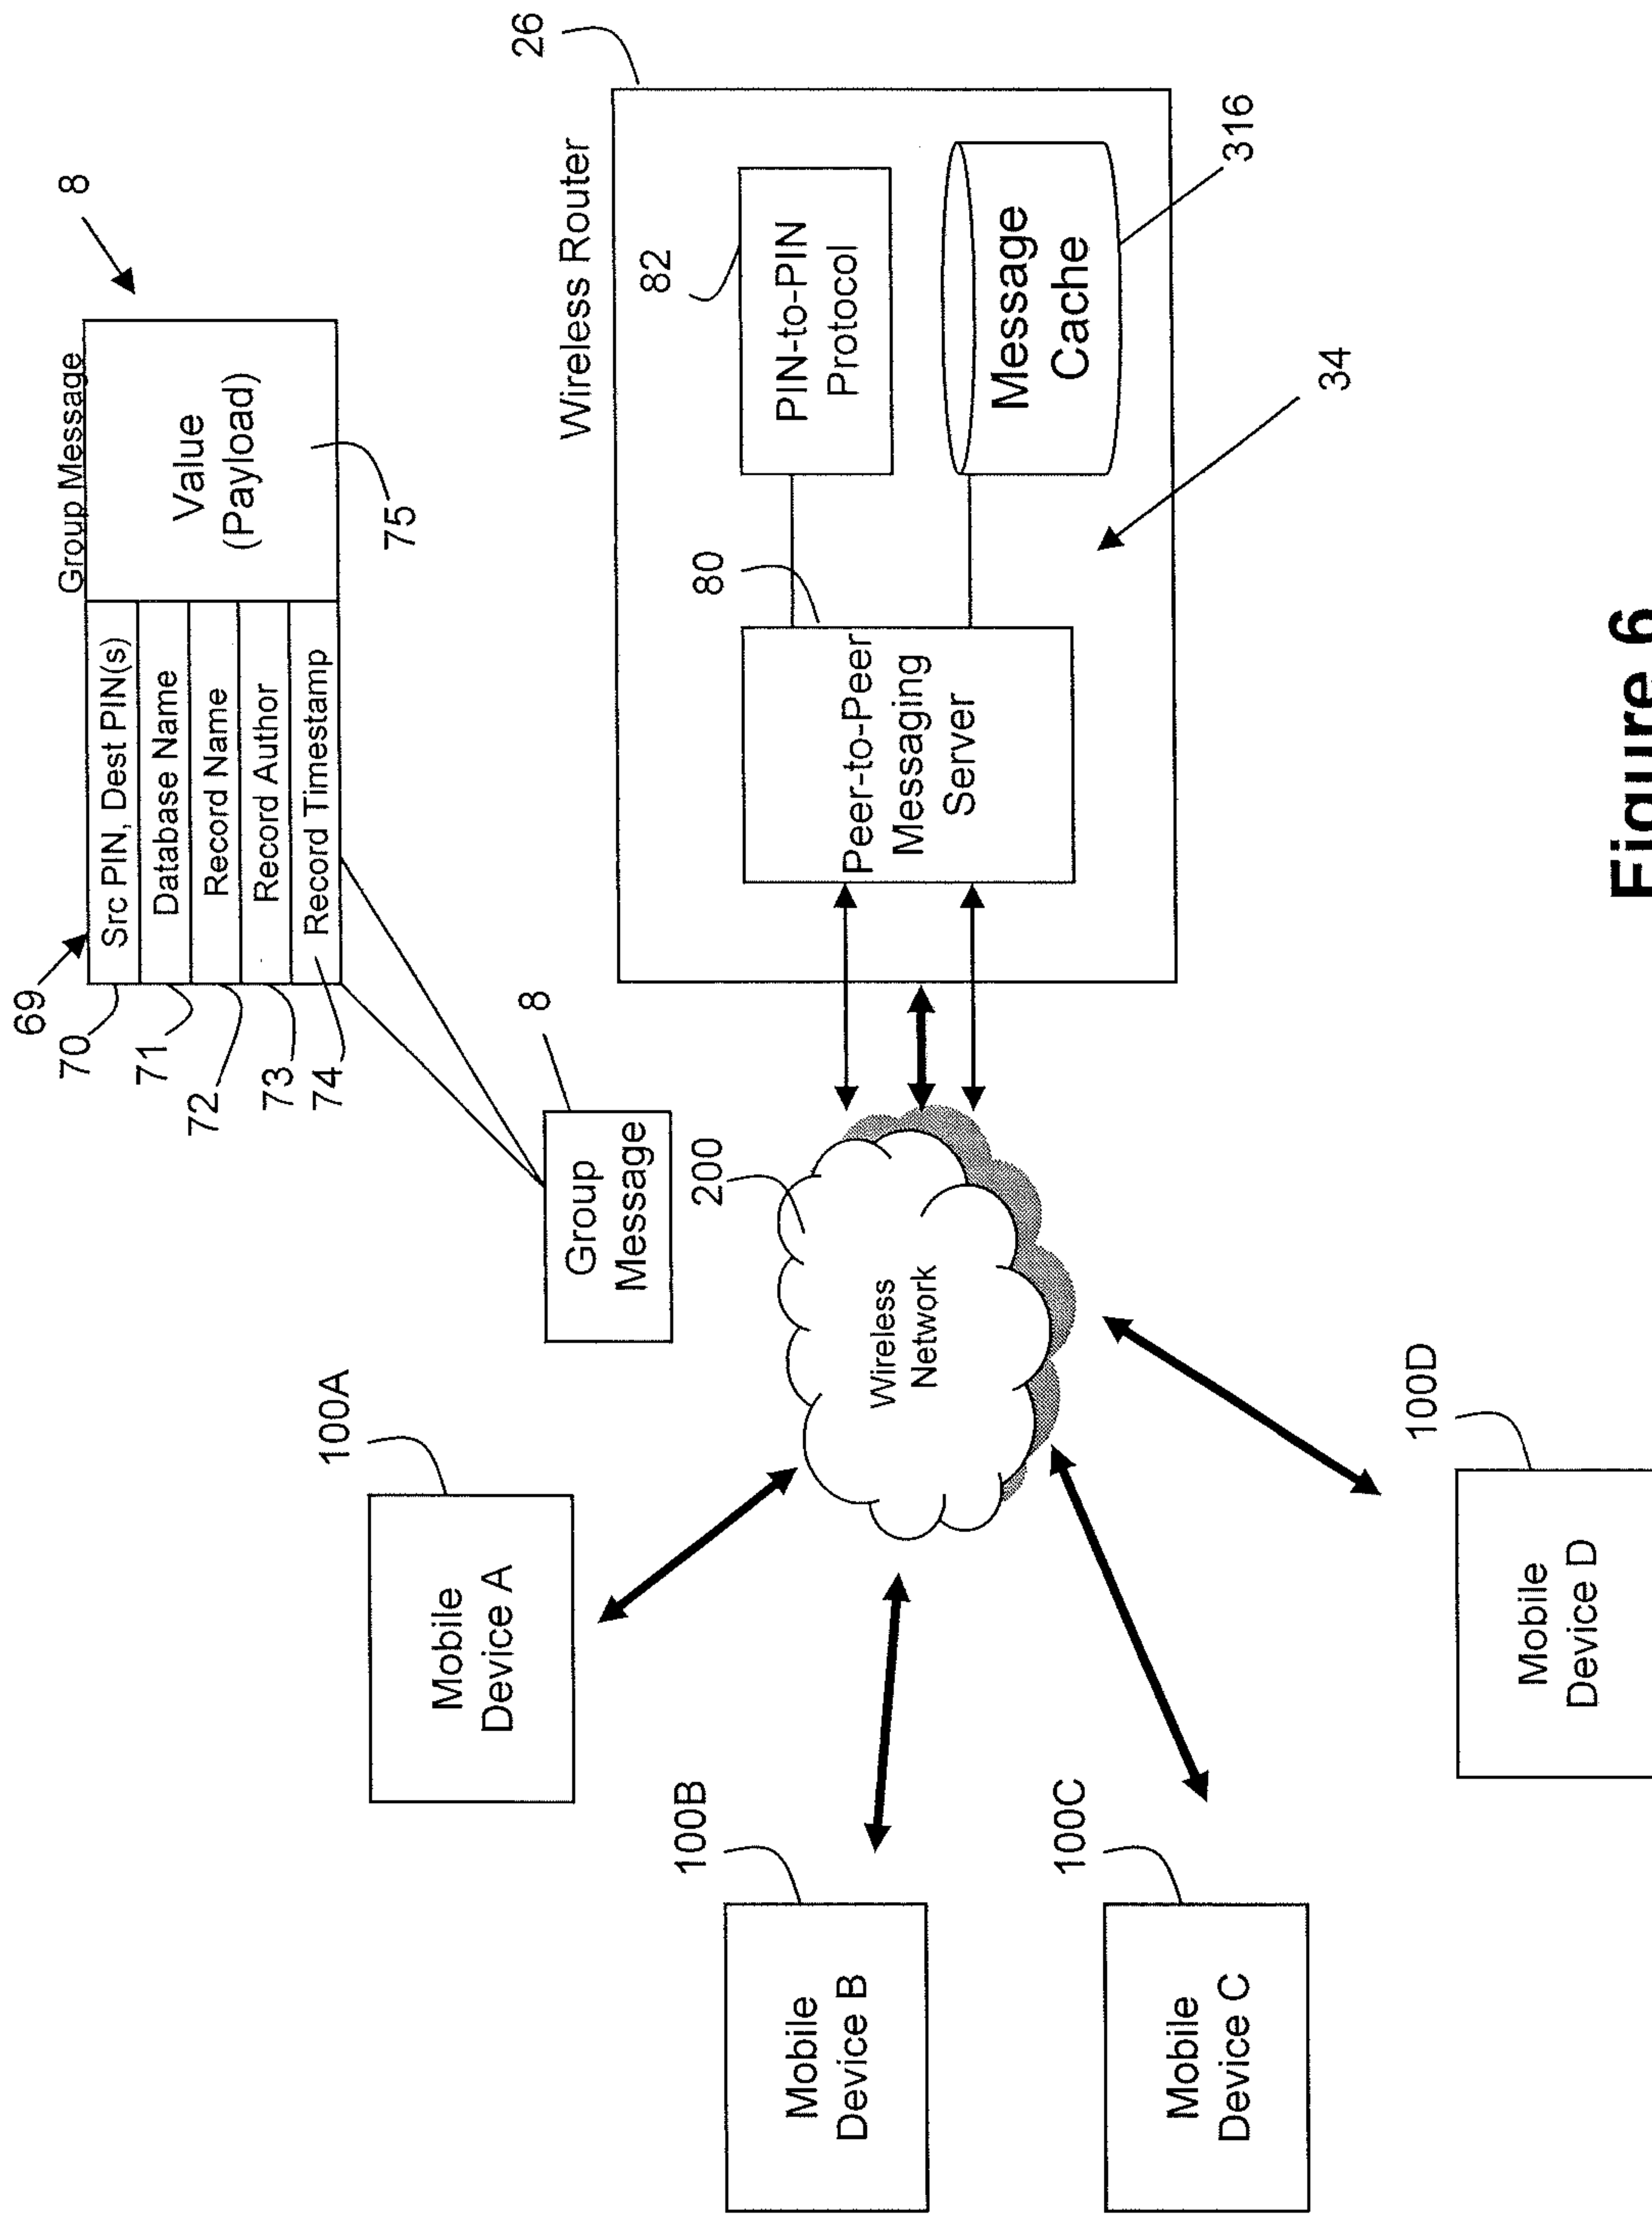 Group Message
8
Src PIN, Dest PIN(s)
Database Name
Record Name
Record Author
Record Timestamp
Value
(Payload)
69
70
71
72
73
74
75
8
Group
Message
100A
Mobile
Device A
100B
Mobile
Device B
100C
Mobile
Device C
100D
Mobile
Device D
200
Wireless
Network
Wireless Router
26
80
Peer-to-Peer
Messaging
Server
82
PIN-to-PIN
Protocol
Message
Cache
316
34
Figure 6